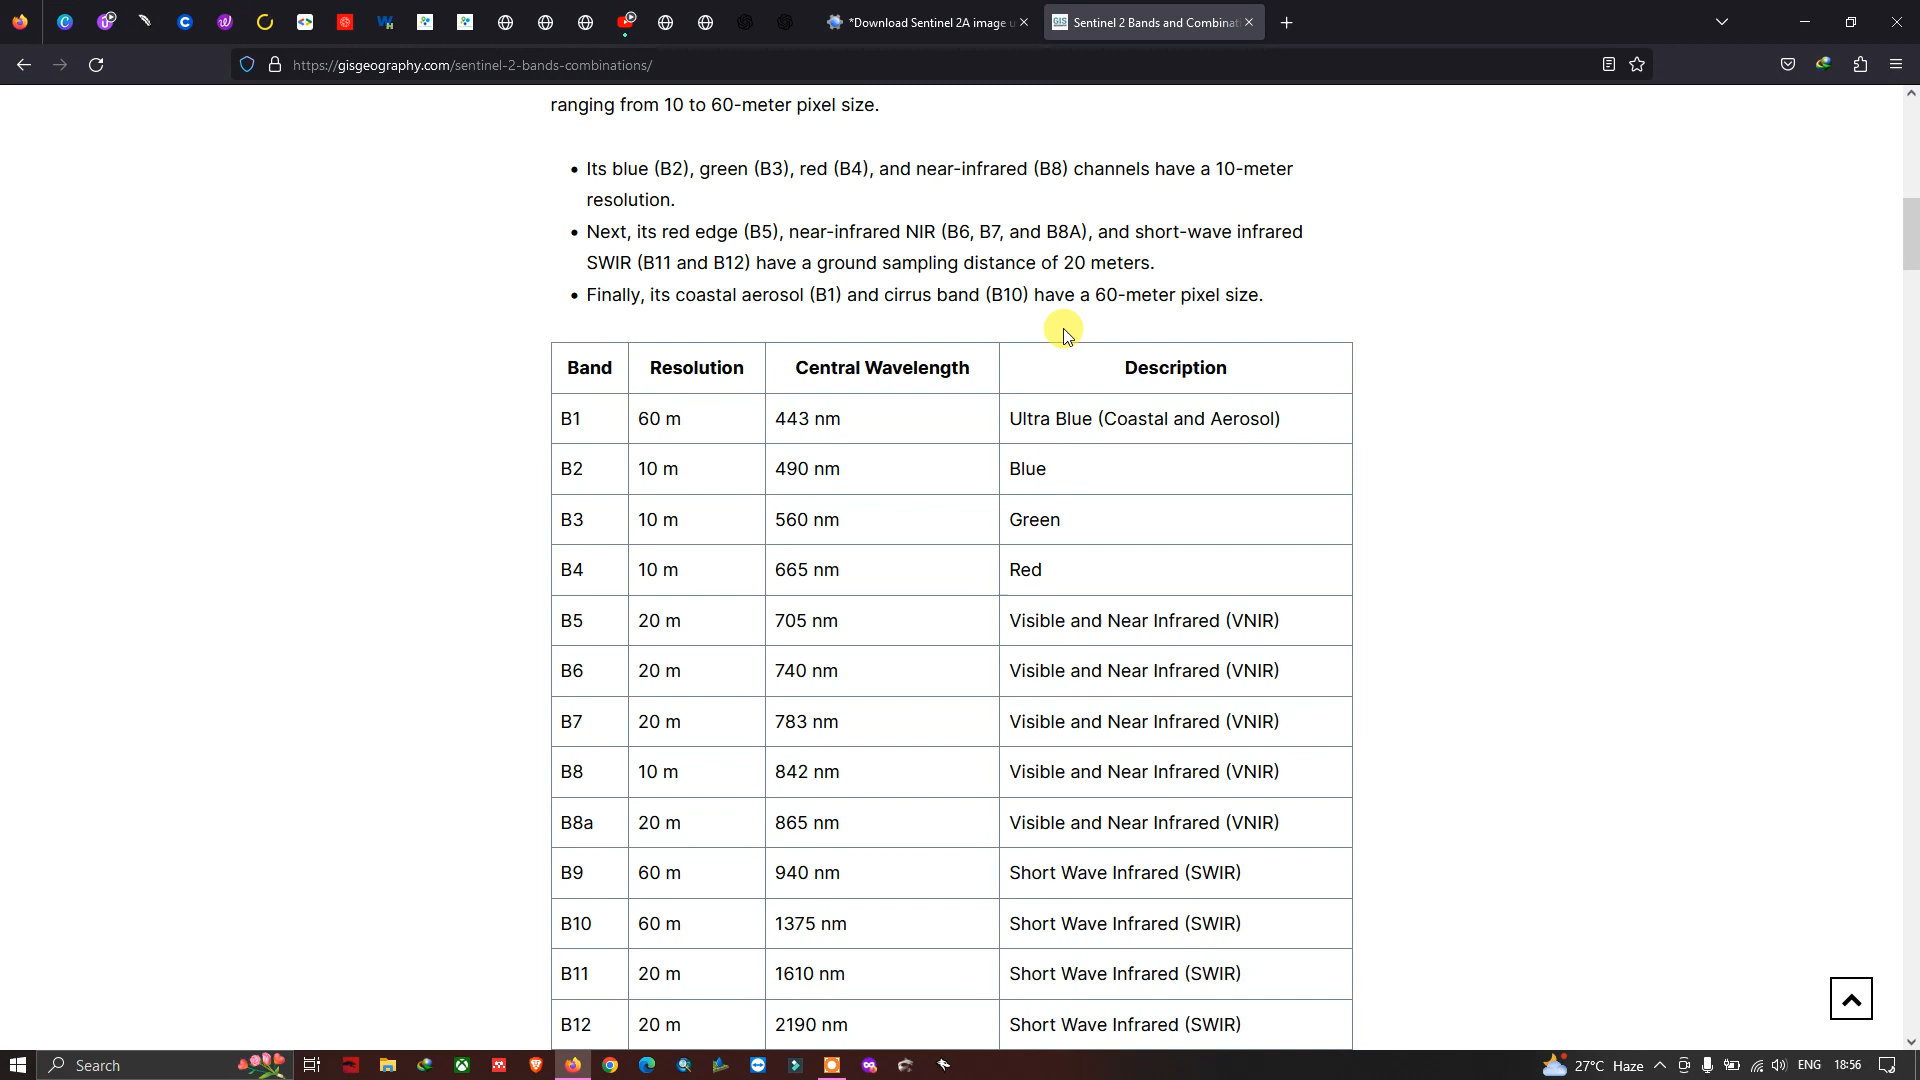 *Download Sentinel 2A image u
Sentinel 2 Bands and Combinati
https://gisgeography.com/sentinel-2-bands-combinations/
ranging from 10 to 60-meter pixel size.
• Its blue (B2), green (B3), red (B4), and near-infrared (B8) channels have a 10-meter
resolution.
• Next, its red edge (B5), near-infrared NIR (B6, B7, and B8A), and short-wave infrared
SWIR (B11 and B12) have a ground sampling distance of 20 meters.
• Finally, its coastal aerosol (B1) and cirrus band (B10) have a 60-meter pixel size.
Band Resolution Central Wavelength Description
B1 60 m 443 nm Ultra Blue (Coastal and Aerosol)
B2 10 m 490 nm Blue
B3 10 m 560 nm Green
B4 10 m 665 nm Red
B5 20 m 705 nm Visible and Near Infrared (VNIR)
B6 20 m 740 nm Visible and Near Infrared (VNIR)
B7 20 m 783 nm Visible and Near Infrared (VNIR)
B8 10 m 842 nm Visible and Near Infrared (VNIR)
B8a 20 m 865 nm Visible and Near Infrared (VNIR)
B9 60 m 940 nm Short Wave Infrared (SWIR)
B10 60 m 1375 nm Short Wave Infrared (SWIR)
B11 20 m 1610 nm Short Wave Infrared (SWIR)
B12 20 m 2190 nm Short Wave Infrared (SWIR)
Search
27°C Haze
ENG
18:56